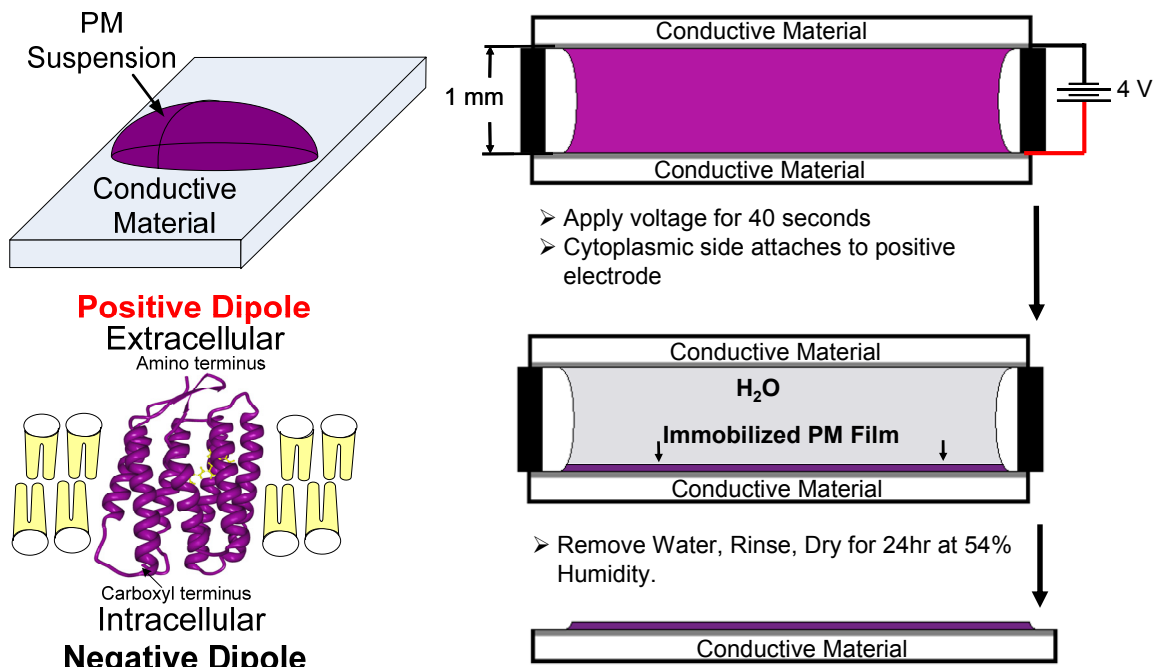 PM
Suspension
Conductive
Material
Positive Dipole
Extracellular
Amino terminus
Carboxyl terminus
Intracellular
Negative Dipole
Conductive Material
1 mm
4 V
Conductive Material
➢ Apply voltage for 40 seconds
➢ Cytoplasmic side attaches to positive
electrode
Conductive Material
H₂O
Immobilized PM Film
Conductive Material
➢ Remove Water, Rinse, Dry for 24hr at 54%
Humidity.
Conductive Material